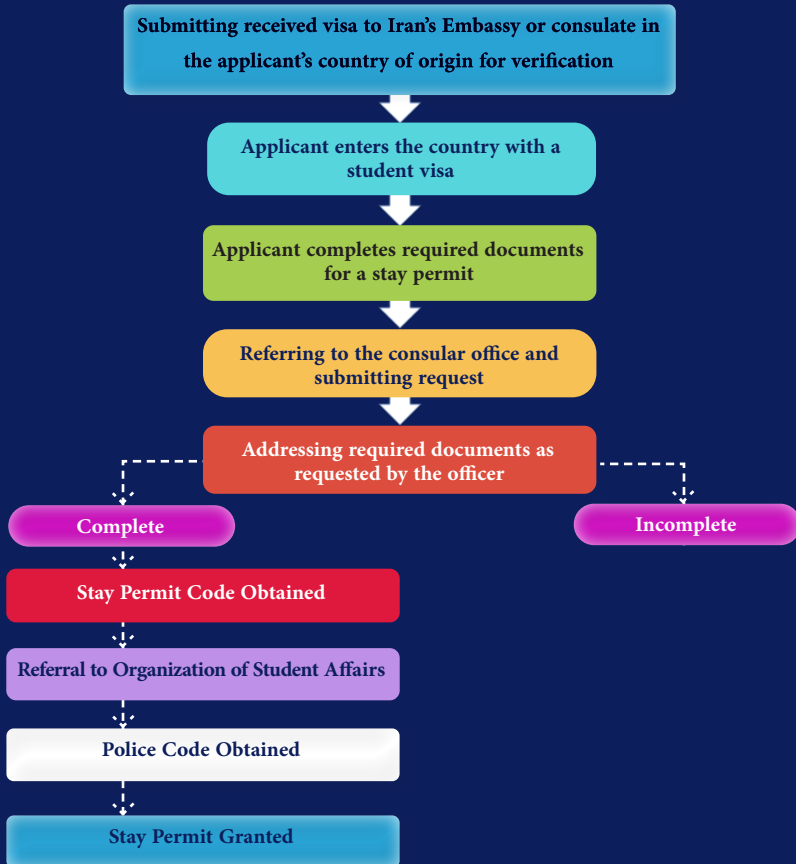 Submitting received visa to Iran’s Embassy or consulate in
the applicant’s country of origin for verification
Applicant enters the country with a
student visa
Applicant completes required documents
for a stay permit
Referring to the consular office and
submitting request
Addressing required documents as
requested by the officer
Complete
Incomplete
Stay Permit Code Obtained
Referral to Organization of Student Affairs
Police Code Obtained
Stay Permit Granted